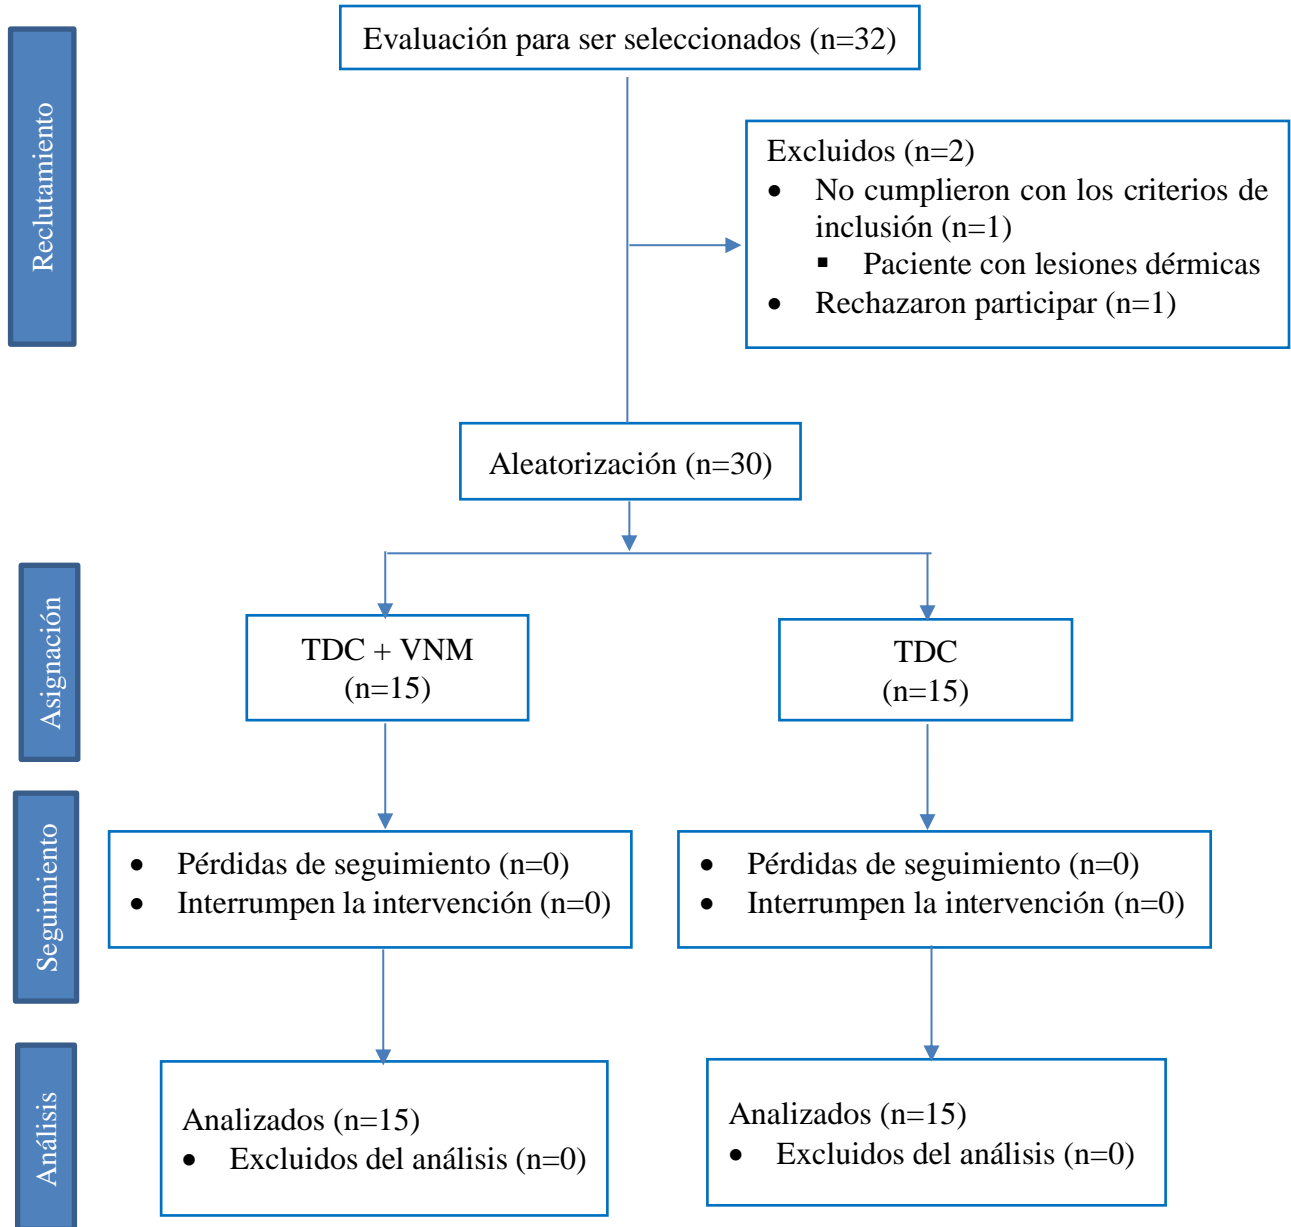 Reclutamiento
Evaluación para ser seleccionados (n=32)
Excluidos (n=2)
• No cumplieron con los criterios de
inclusión (n=1)
▪ Paciente con lesiones dérmicas
• Rechazaron participar (n=1)
Aleatorización (n=30)
Asignación
TDC + VNM
(n=15)
TDC
(n=15)
Seguimiento
• Pérdidas de seguimiento (n=0)
• Interrumpen la intervención (n=0)
• Pérdidas de seguimiento (n=0)
• Interrumpen la intervención (n=0)
Análisis
Analizados (n=15)
• Excluidos del análisis (n=0)
Analizados (n=15)
• Excluidos del análisis (n=0)